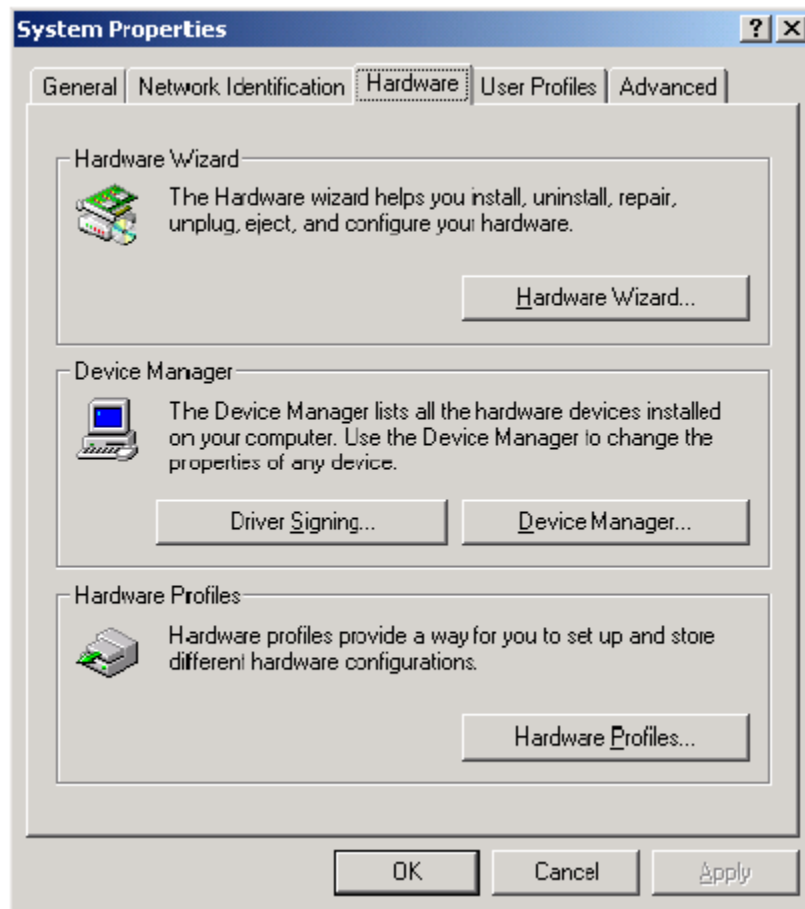 System Properties
General
Network Identification
Hardware
User Profiles
Advanced
Hardware Wizard
The Hardware wizard helps you install, uninstall, repair,
unplug, eject, and configure your hardware.
Hardware Wizard...
Device Manager
The Device Manager lists all the hardware devices installed
on your computer. Use the Device Manager to change the
properties of any device.
Driver Signing...
Device Manager...
Hardware Profiles
Hardware profiles provide a way for you to set up and store
different hardware configurations.
Hardware Profiles...
OK
Cancel
Apply